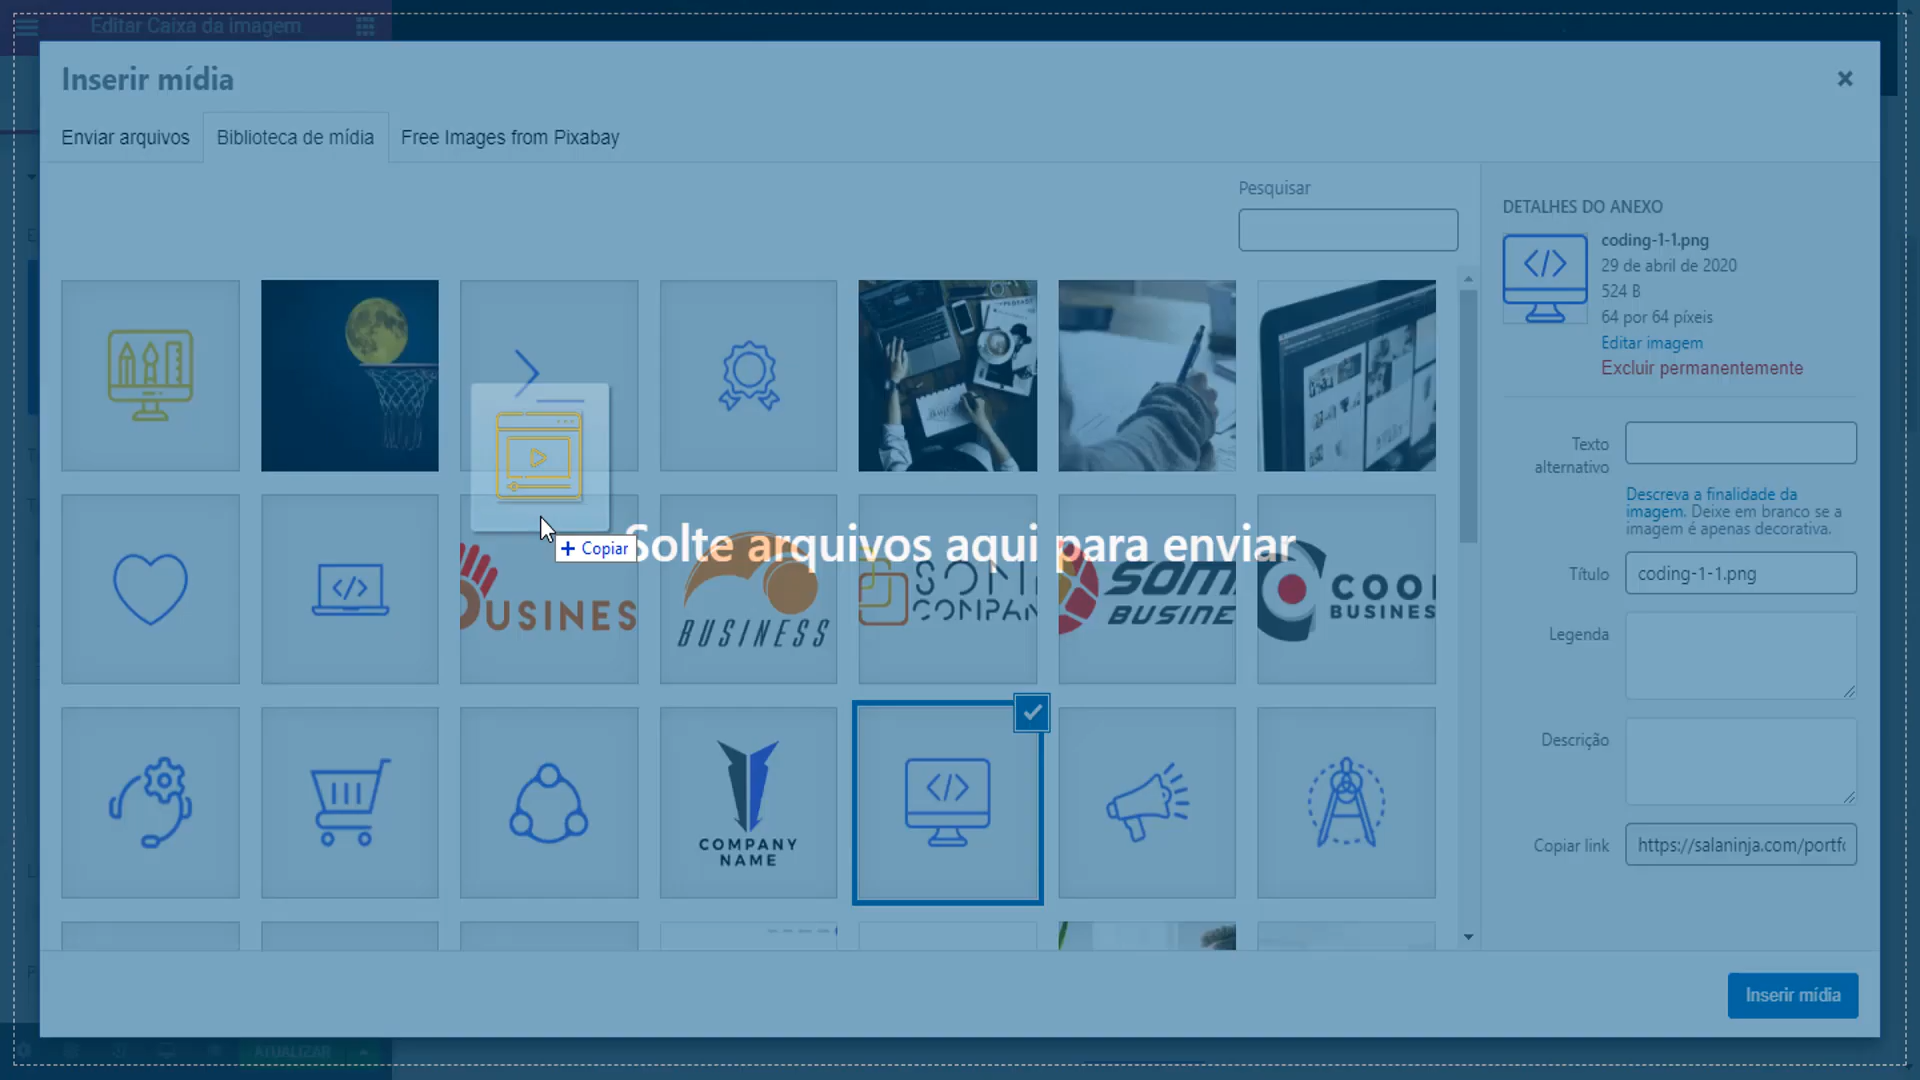 Editar Caixa da imagem
Inserir mídia
Enviar arquivos
Biblioteca de mídia
Free Images from Pixabay
Pesquisar
DETALHES DO ANEXO
coding-1-1.png
29 de abril de 2020
524 B
64 por 64 píxeis
Editar imagem
Excluir permanentemente
Texto
alternativo
Descreva a finalidade da
imagem. Deixe em branco se a
imagem é apenas decorativa.
Solte arquivos aqui para enviar
Copiar
BUSINESS
COMPAN
BUSINE
COO
BUSINES
USINES
Título
coding-1-1.png
Legenda
Descrição
COMPANY
NAME
Copiar link
https://salaninja.com/portf
Inserir mídia
ATUALIZAR